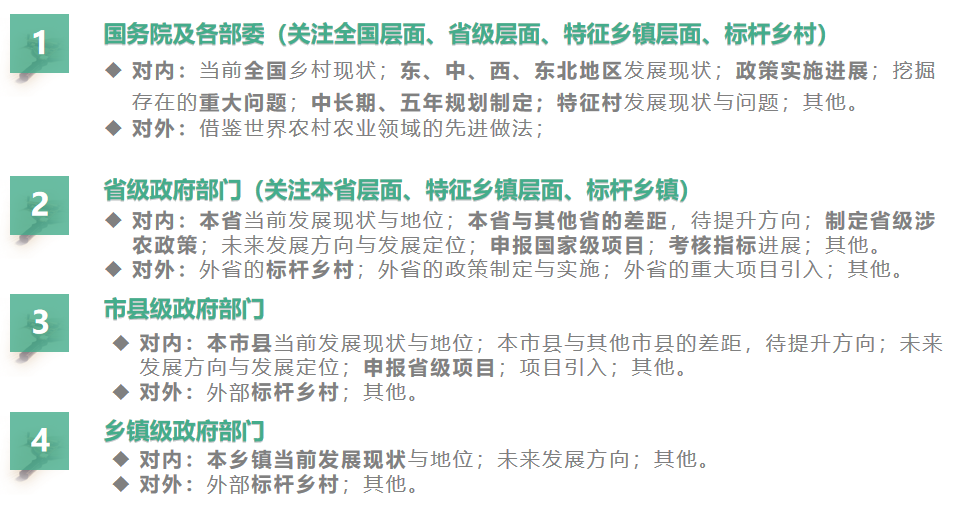 1
国务院及各部委（关注全国层面、省级层面、特征乡镇层面、标杆乡村）
◆ 对内：当前全国乡村现状；东、中、西、东北地区发展现状；政策实施进展；挖掘
存在的重大问题；中长期、五年规划制定；特征村发展现状与问题；其他。
◆ 对外：借鉴世界农村农业领域的先进做法；
2
省级政府部门（关注本省层面、特征乡镇层面、标杆乡镇）
◆ 对内：本省当前发展现状与地位；本省与其他省的差距，待提升方向；制定省级涉
农政策；未来发展方向与发展定位；申报国家级项目；考核指标进展；其他。
◆ 对外：外省的标杆乡村；外省的政策制定与实施；外省的重大项目引入；其他。
3
市县级政府部门
◆ 对内：本市县当前发展现状与地位；本市县与其他市县的差距，待提升方向；未来
发展方向与发展定位；申报省级项目；项目引入；其他。
◆ 对外：外部标杆乡村；其他。
4
乡镇级政府部门
◆ 对内：本乡镇当前发展现状与地位；未来发展方向；其他。
◆ 对外：外部标杆乡村；其他。